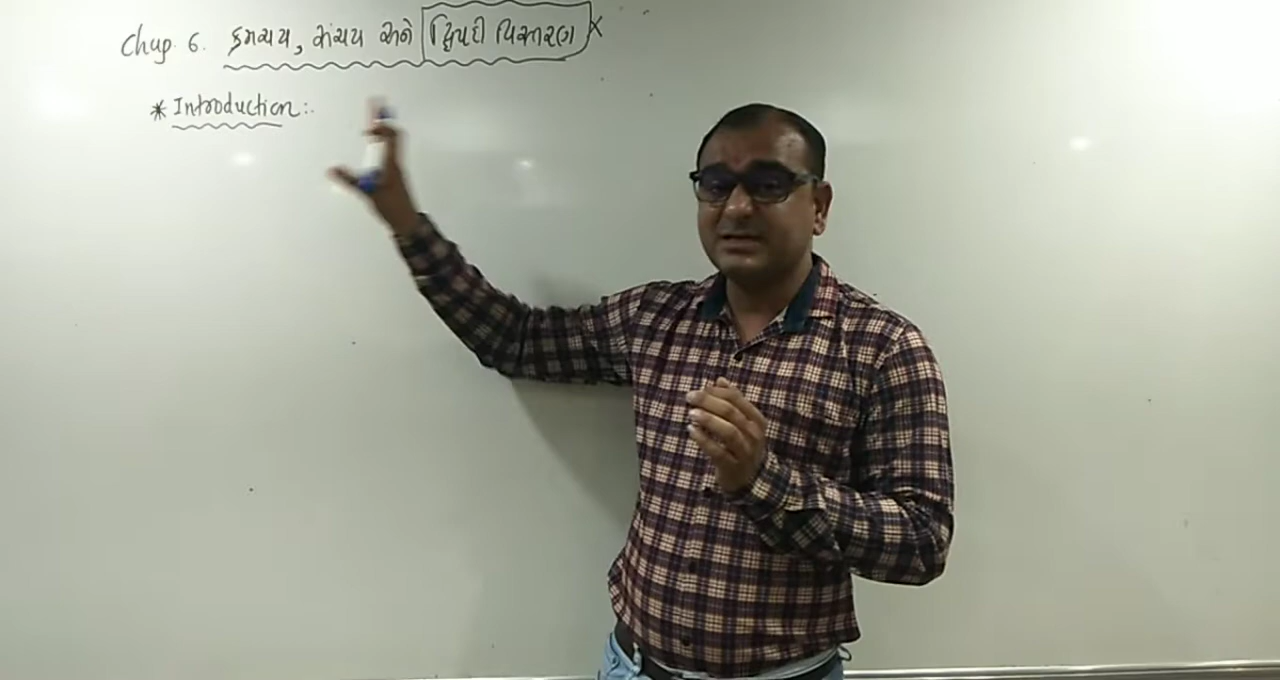 Chap. 6. ક્રમચય, સંચય અને દ્વિપદી વિસ્તરણ X
* Introduction: